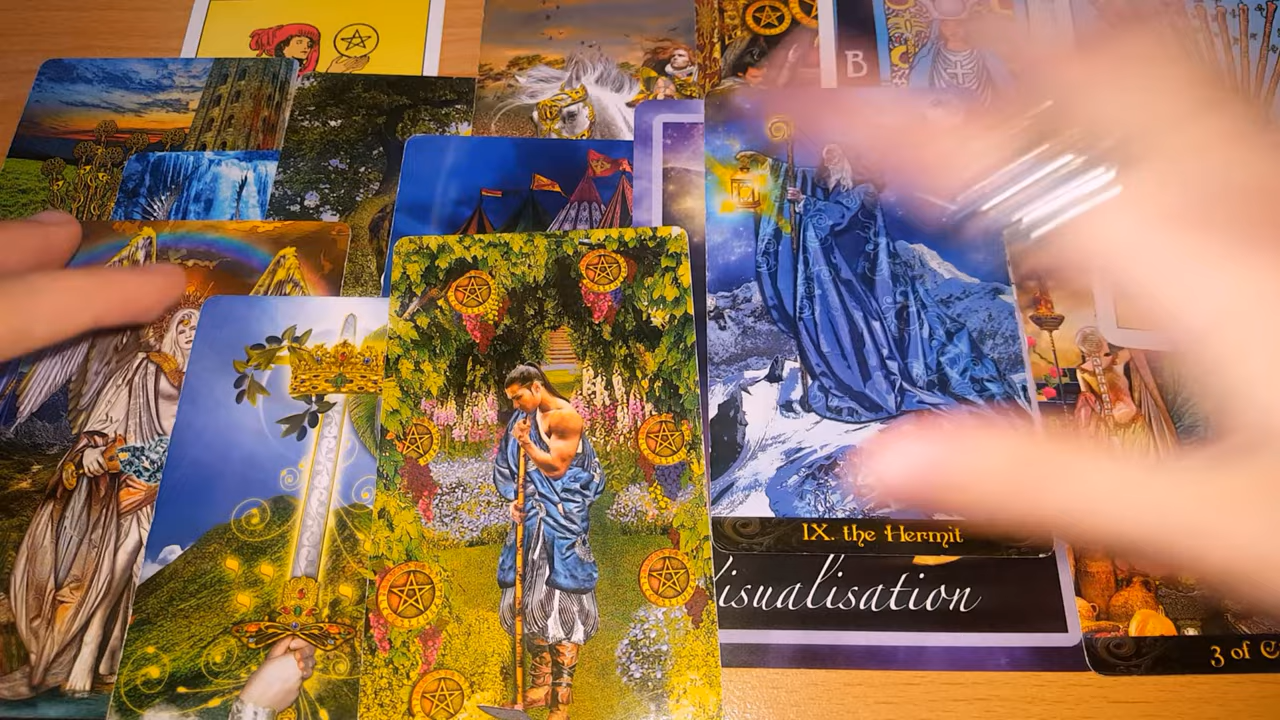 B
IX. the Hermit
isualisation
3 of C